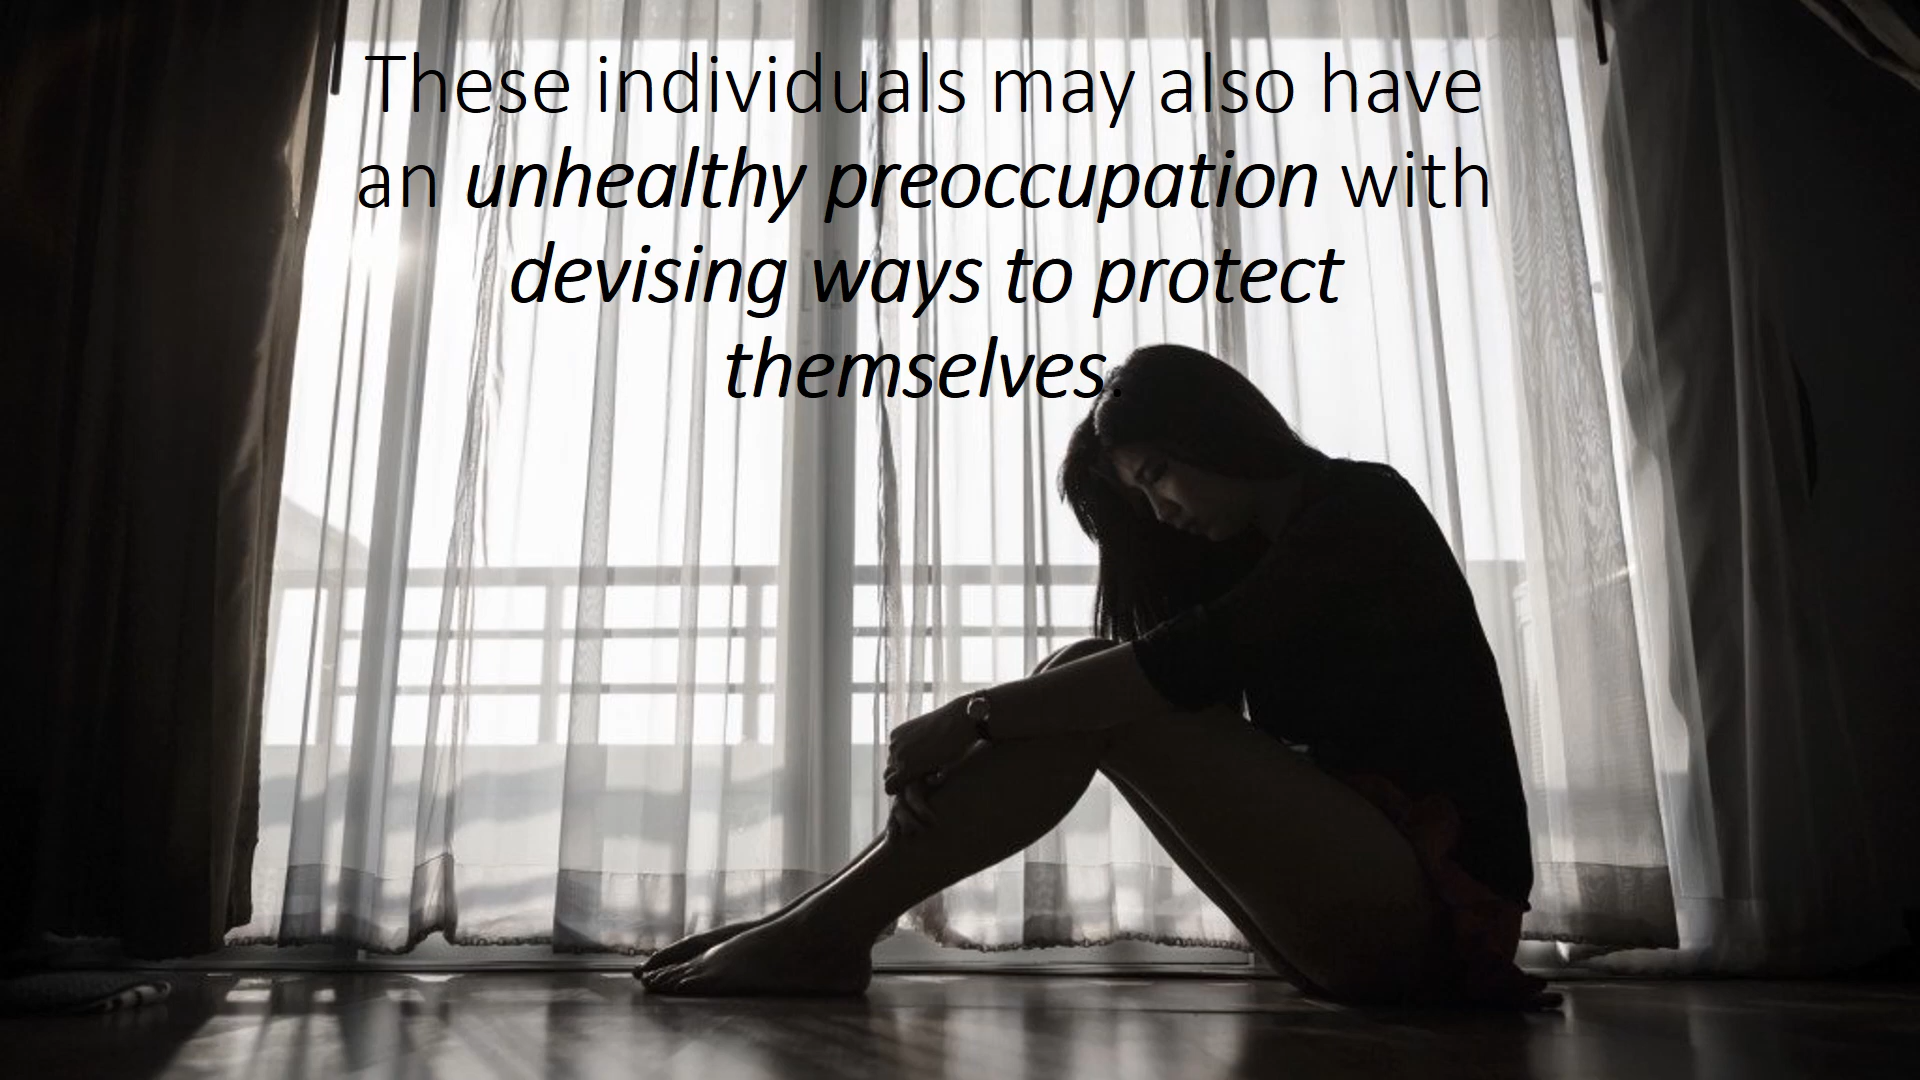 These individuals may also have
an unhealthy preoccupation with
devising ways to protect
themselves.